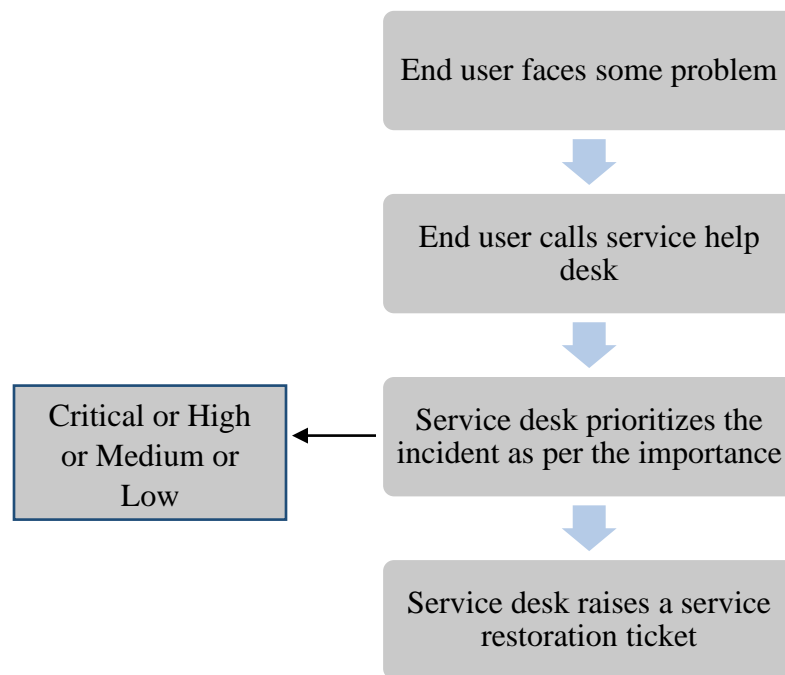 End user faces some problem
End user calls service help
desk
Critical or High
or Medium or
Low
Service desk prioritizes the
incident as per the importance
Service desk raises a service
restoration ticket